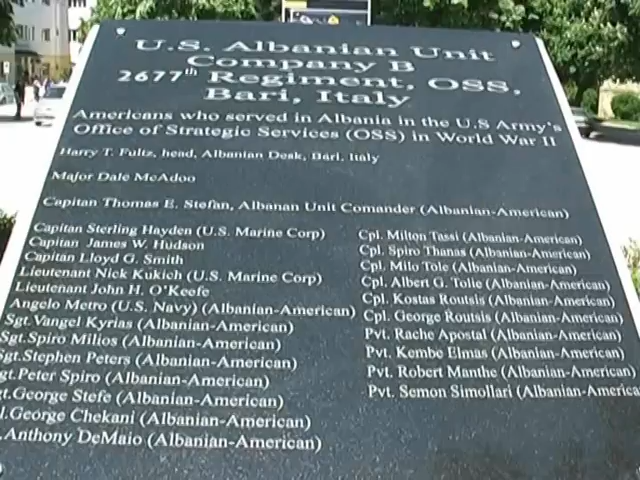 U.S. Albanian Unit
Company B
2677th Regiment, OSS,
Bari, Italy
Americans who served in Albania in the U.S Army's
Office of Strategic Services (OSS) in World War II
Harry T. Fultz, head, Albanian Desk, Bari, Italy
Major Dale McAdoo
Capitan Thomas E. Stefan, Albanan Unit Comander (Albanian-American)
Capitan Sterling Hayden (U.S. Marine Corp)
Capitan James W. Hudson
Capitan Lloyd G. Smith
Lieutenant Nick Kukich (U.S. Marine Corp)
Lieutenant John H. O'Keefe
Angelo Metro (U.S. Navy) (Albanian-American)
Sgt.Vangel Kyrias (Albanian-American)
Sgt.Spiro Milios (Albanian-American)
Sgt.Stephen Peters (Albanian-American)
gt.Peter Spiro (Albanian-American)
gt.George Stefe (Albanian-American)
l.George Chekani (Albanian-American)
.Anthony DeMaio (Albanian-American)
Cpl. Milton Tassi (Albanian-American)
Cpl. Spiro Thanas (Albanian-American)
Cpl. Milo Tole (Albanian-American)
Cpl. Albert G. Tolie (Albanian-American)
Cpl. Kostas Routsis (Albanian-American)
Cpl. George Routsis (Albanian-American)
Pvt. Rache Apostal (Albanian-American)
Pvt. Kembe Elmas (Albanian-American)
Pvt. Robert Manthe (Albanian-American)
Pvt. Semon Simollari (Albanian-America